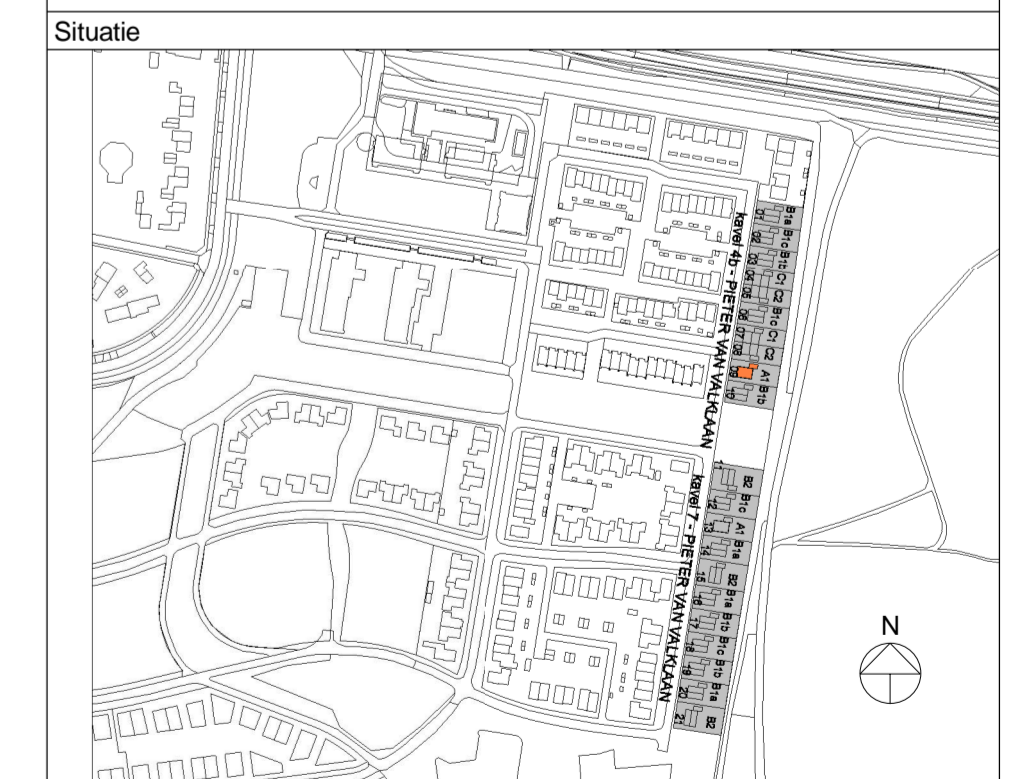 Situatie
kavel 4b - PIETER VAN VALKLAAN
01 B1a
02 B1c
03 B1b
04 C1
05 C2
06 B1c
07 C1
08 C2
09 A1
10 B1b
kavel 7 - PIETER VAN VALKLAAN
11 B2
12 B1c
13 A1
14 B1a
15 B2
16 B1a
17 B1b
18 B1c
19 B1b
20 B1a
21 B2
N